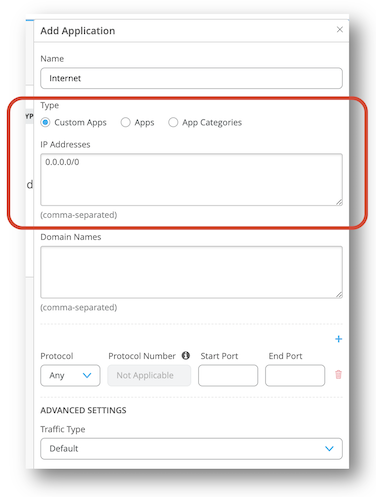 Add Application
×
Name
Internet
Type
YP
Custom Apps Apps App Categories
IP Addresses
0.0.0.0/0
d
(comma-separated)
Domain Names
(comma-separated)
+
Protocol Protocol Number Start Port End Port
Any Not Applicable
ADVANCED SETTINGS
Traffic Type
Default